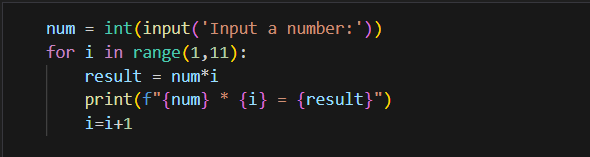 num = int(input('Input a number:'))
for i in range(1,11):
    result = num*i
    print(f"{num} * {i} = {result}")
    i=i+1